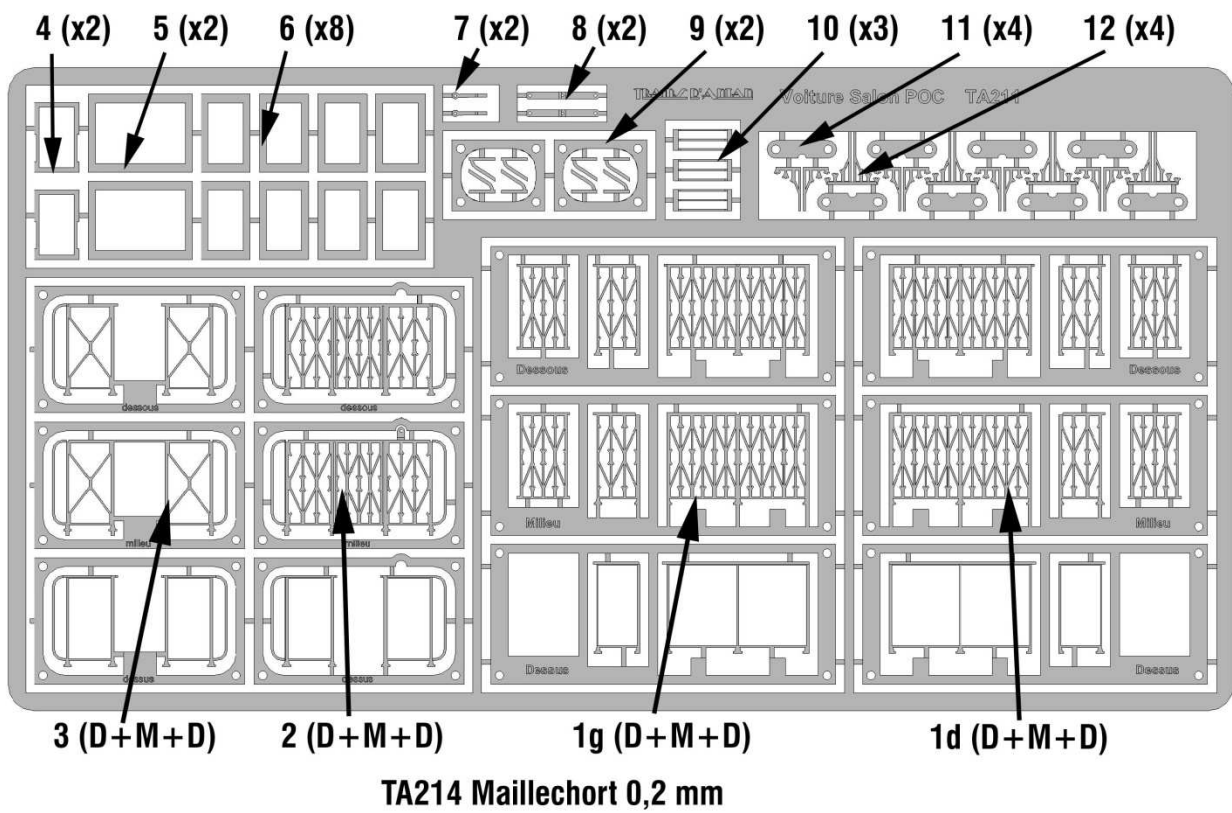 4 (x2) 5 (x2) 6 (x8) 7 (x2) 8 (x2) 9 (x2) 10 (x3) 11 (x4) 12 (x4)
Voiture Salon POC TA214
Dessous Dessous
dessous dessous
Milieu Milieu
milieu milieu
Dessus Dessus
dessus dessus
3 (D+M+D) 2 (D+M+D) 1g (D+M+D) 1d (D+M+D)
TA214 Maillechort 0,2 mm